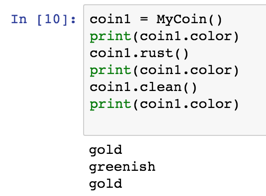 In [10]: coin1 = MyCoin()
print(coin1.color)
coin1.rust()
print(coin1.color)
coin1.clean()
print(coin1.color)
gold
greenish
gold